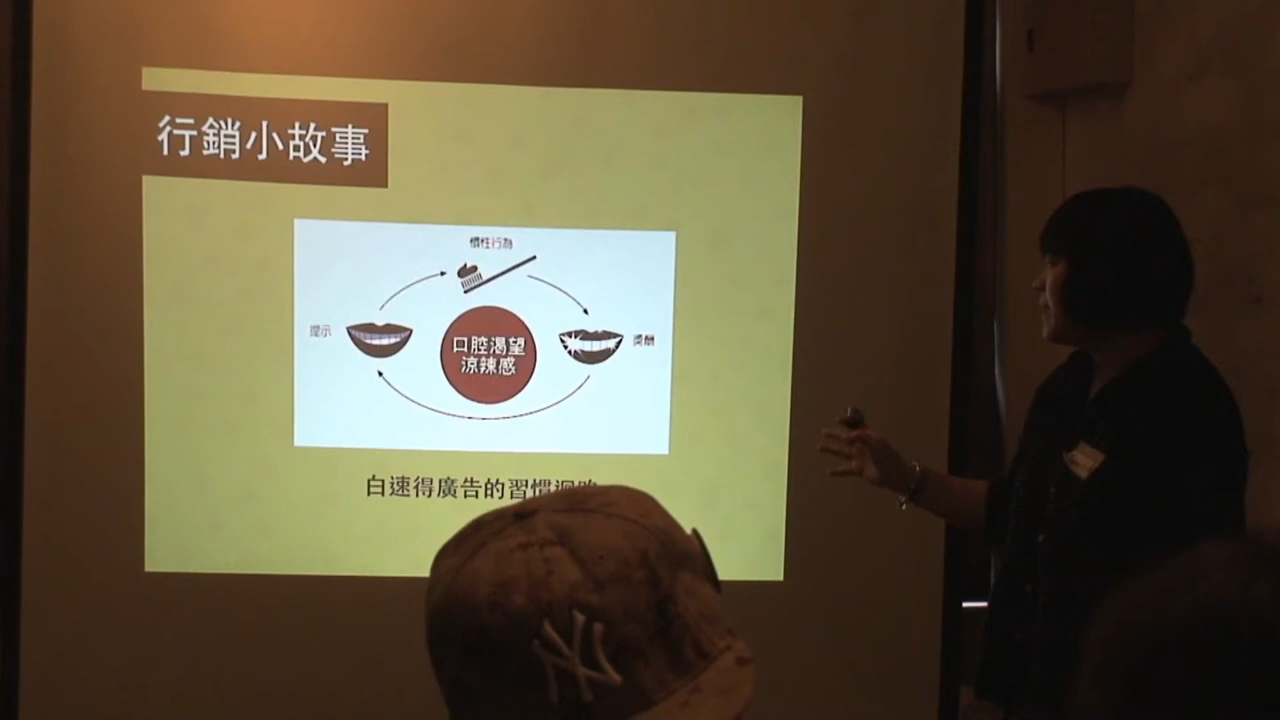 行銷小故事
慣性行為
提示
口腔渴望
涼辣感
獎酬
白速得廣告的習慣迴路
NY